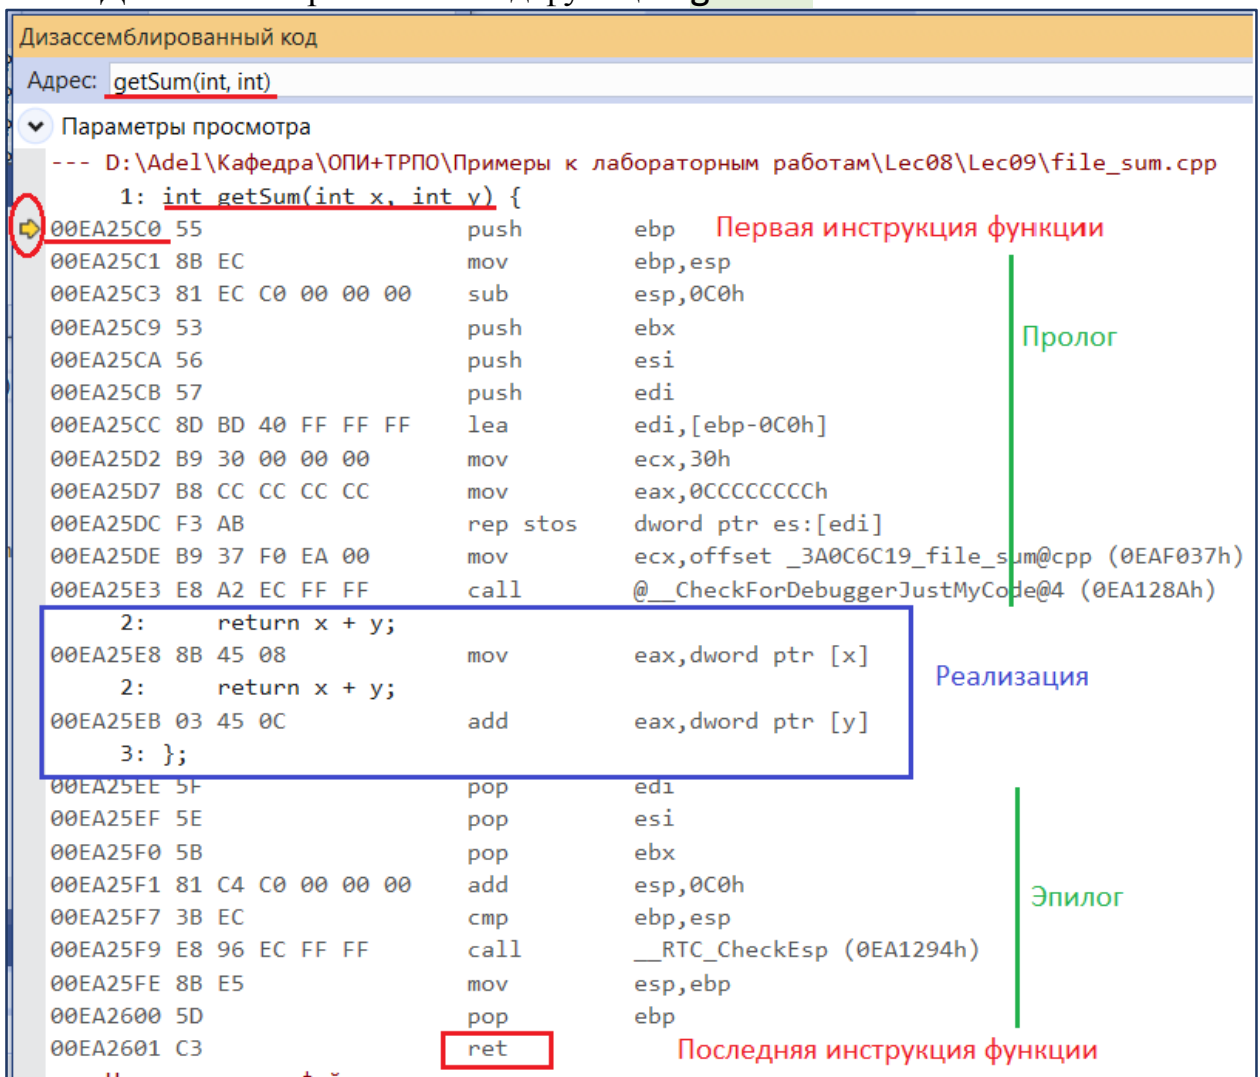 Дизассемблированный код
Адрес: getSum(int, int)
Параметры просмотра
--- D:\Adel\Кафедра\ОПИ+ТРПО\Примеры к лабораторным работам\Lec08\Lec09\file_sum.cpp
1: int getSum(int x, int y) {
00EA25C0 55 push ebp Первая инструкция функции
00EA25C1 8B EC mov ebp,esp
00EA25C3 81 EC C0 00 00 00 sub esp,0C0h
00EA25C9 53 push ebx
Пролог
00EA25CA 56 push esi
00EA25CB 57 push edi
00EA25CC 8D BD 40 FF FF FF lea edi,[ebp-0C0h]
00EA25D2 B9 30 00 00 00 mov ecx,30h
00EA25D7 B8 CC CC CC CC mov eax,0CCCCCCCCh
00EA25DC F3 AB rep stos dword ptr es:[edi]
00EA25DE B9 37 F0 EA 00 mov ecx,offset _3A0C6C19_file_sum@cpp (0EAF037h)
00EA25E3 E8 A2 EC FF FF call @__CheckForDebuggerJustMyCode@4 (0EA128Ah)
2: return x + y;
00EA25E8 8B 45 08 mov eax,dword ptr [x]
Реализация
2: return x + y;
00EA25EB 03 45 0C add eax,dword ptr [y]
3: };
00EA25EE 5F pop edi
00EA25EF 5E pop esi
00EA25F0 5B pop ebx
00EA25F1 81 C4 C0 00 00 00 add esp,0C0h
Эпилог
00EA25F7 3B EC cmp ebp,esp
00EA25F9 E8 96 EC FF FF call __RTC_CheckEsp (0EA1294h)
00EA25FE 8B E5 mov esp,ebp
00EA2600 5D pop ebp
00EA2601 C3 ret Последняя инструкция функции